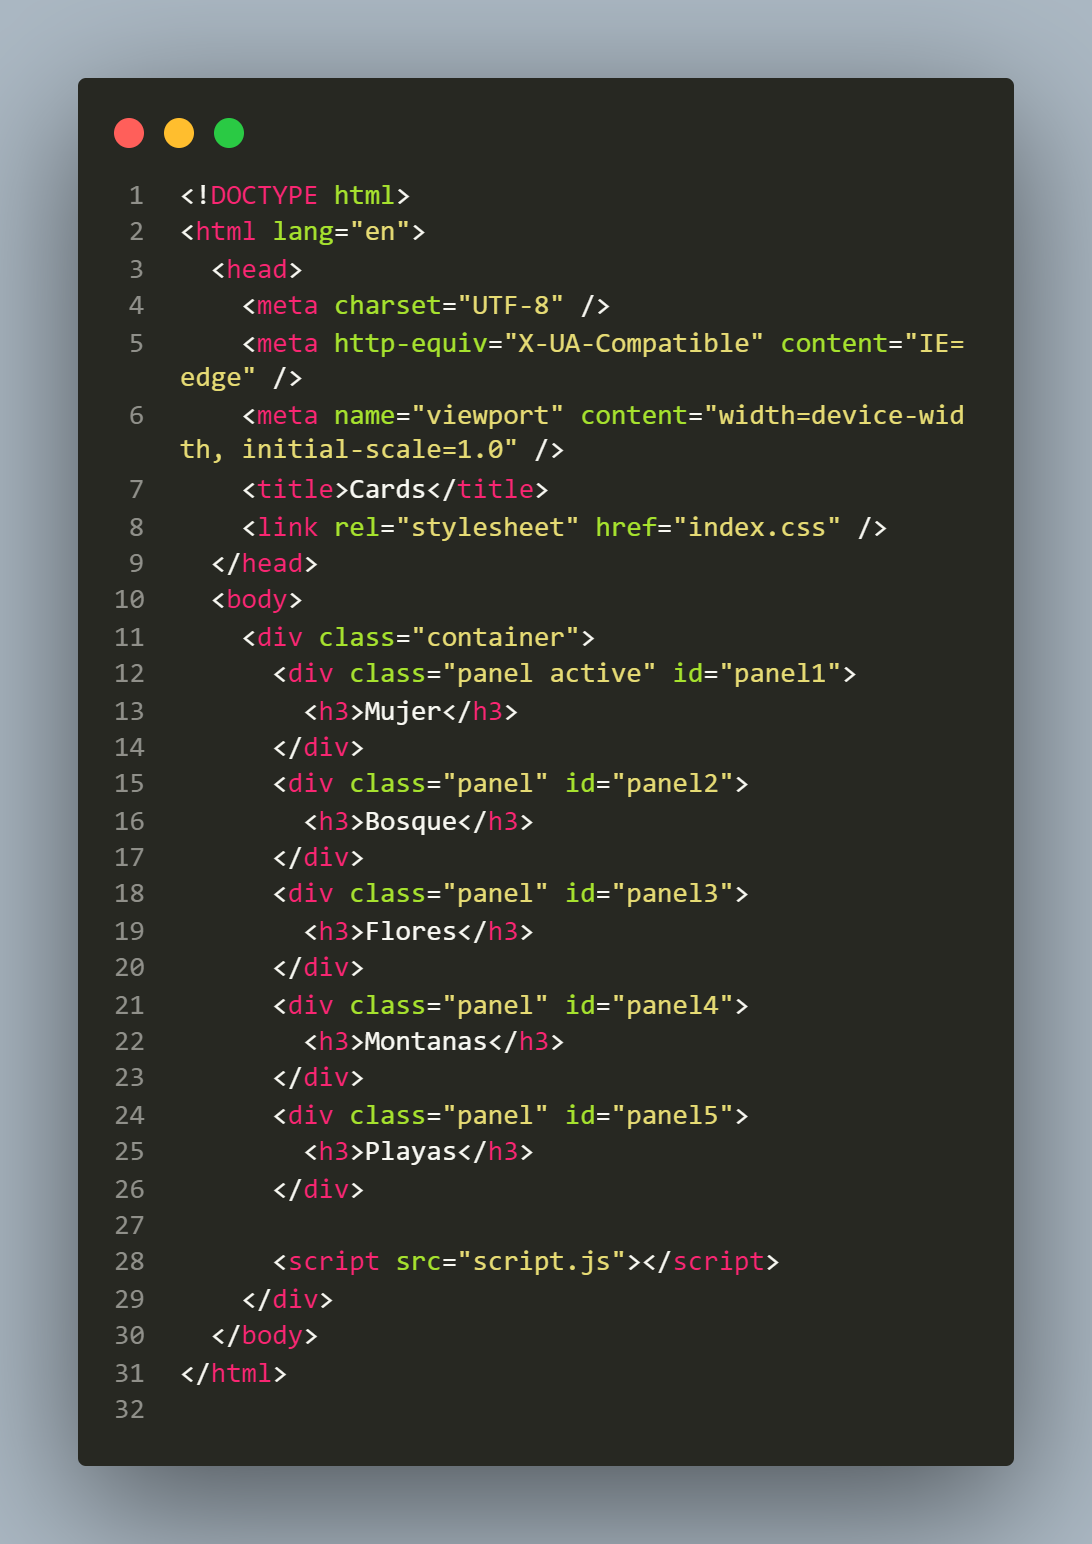 1 <!DOCTYPE html>
2 <html lang="en">
3   <head>
4     <meta charset="UTF-8" />
5     <meta http-equiv="X-UA-Compatible" content="IE=
edge" />
6     <meta name="viewport" content="width=device-wid
th, initial-scale=1.0" />
7     <title>Cards</title>
8     <link rel="stylesheet" href="index.css" />
9   </head>
10   <body>
11     <div class="container">
12       <div class="panel active" id="panel1">
13         <h3>Mujer</h3>
14       </div>
15       <div class="panel" id="panel2">
16         <h3>Bosque</h3>
17       </div>
18       <div class="panel" id="panel3">
19         <h3>Flores</h3>
20       </div>
21       <div class="panel" id="panel4">
22         <h3>Montanas</h3>
23       </div>
24       <div class="panel" id="panel5">
25         <h3>Playas</h3>
26       </div>
27
28       <script src="script.js"></script>
29     </div>
30   </body>
31 </html>
32